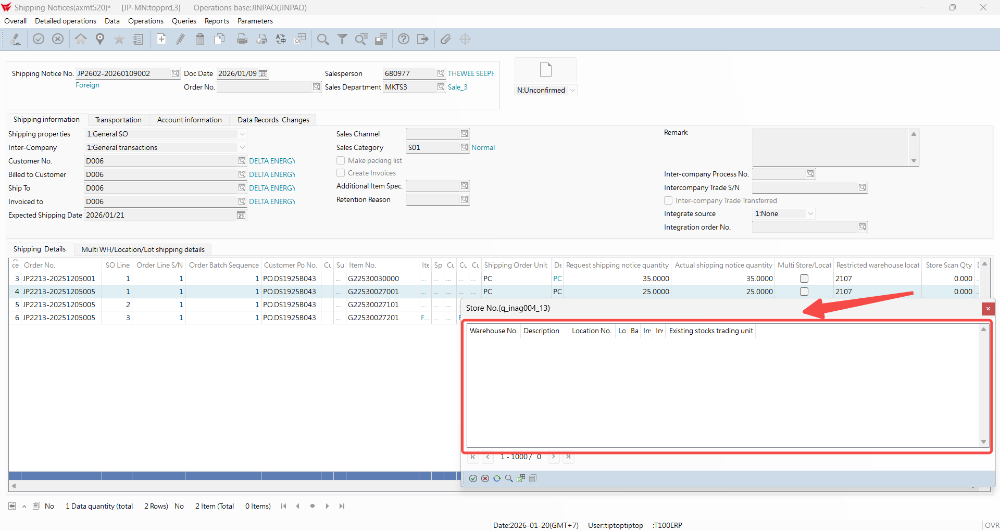 Shipping Notices(axmt520)* [JP-MN:topprd,3] Operations base:JINPAO(JINPAO)
Overall Detailed operations Data Operations Queries Reports Parameters
Shipping Notice No. JP2602-20260109002 Doc Date 2026/01/09 25 Salesperson 680977 THEWEE SEEPH
Foreign Order No. Sales Department MKTS3 Sale_3
N:Unconfirmed
Shipping information Transportation Account information Data Records Changes
Shipping properties 1:General SO Sales Channel Remark
Inter-Company 1:General transactions Sales Category S01 Normal
Customer No. D006 DELTA ENERGY Make packing list
Billed to Customer D006 DELTA ENERGY Create Invoices Inter-company Process No.
Ship To D006 DELTA ENERGY Additional Item Spec. Intercompany Trade S/N
Invoiced to D006 DELTA ENERGY Retention Reason Inter-company Trade Transferred
Expected Shipping Date 2026/01/21 25 Integrate source 1:None
Integration order No.
Shipping Details Multi WH/Location/Lot shipping details
ce Order No. SO Line Order Line S/N Order Batch Sequence Customer Po No. Cu Su Item No. Ite Sp Cu Cu Cu Shipping Order Unit De Request shipping notice quantity Actual shipping notice quantity Multi Store/Locat Restricted warehouse locat Store Scan Qty
3 JP2213-20251205001 1 1 1 PO.DS1925B043 ... G22530030000 ... ... ... ... ... PC PC 35.0000 35.0000 2107 0.000 ..
4 JP2213-20251205005 1 1 1 PO.DS1925B043 ... G22530027001 ... ... ... ... ... PC PC 25.0000 25.0000 2107 0.000 ..
5 JP2213-20251205005 2 1 1 PO.DS1925B043 ... G22530027101 ... ... ...
6 JP2213-20251205005 3 1 1 PO.DS1925B043 ... G22530027201 F... ... ... F
Store No.(q_inag004_13)
Warehouse No. Description Location No. Lo Ba Inv Inv Existing stocks trading unit
1 - 1000 / 0
No 1 Data quantity (total 2 Rows) No 2 Item (Total 0 Items)
Date:2026-01-20(GMT+7) User:tiptoptiptop :T100ERP OVR